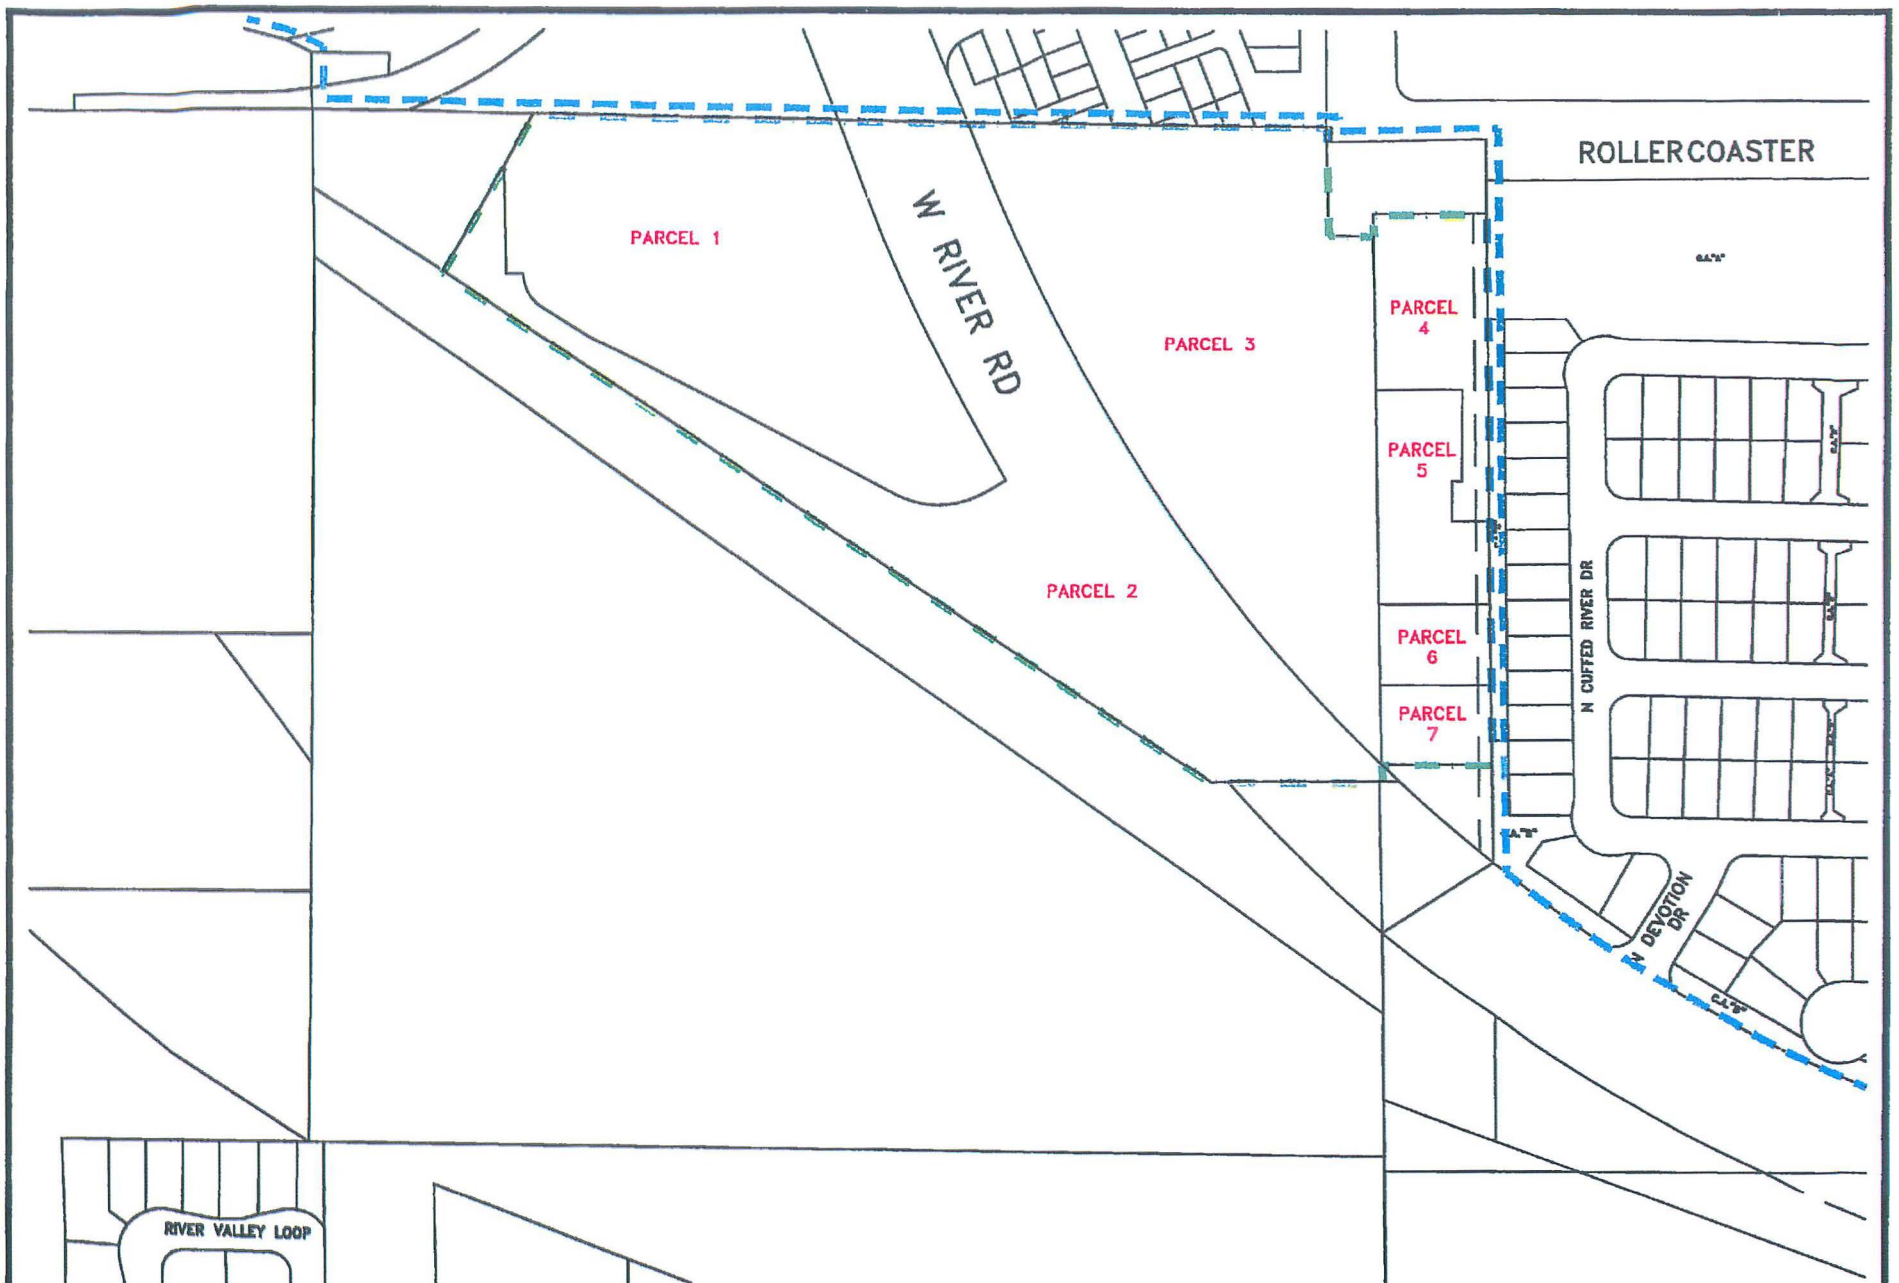 ROLLERCOASTER
PARCEL 1
W RIVER RD
C.A."A"
PARCEL
4
PARCEL 3
PARCEL
5
PARCEL 2
N CUFFED RIVER DR
PARCEL
6
PARCEL
7
DEVOTION
DR
C.A."B"
RIVER VALLEY LOOP